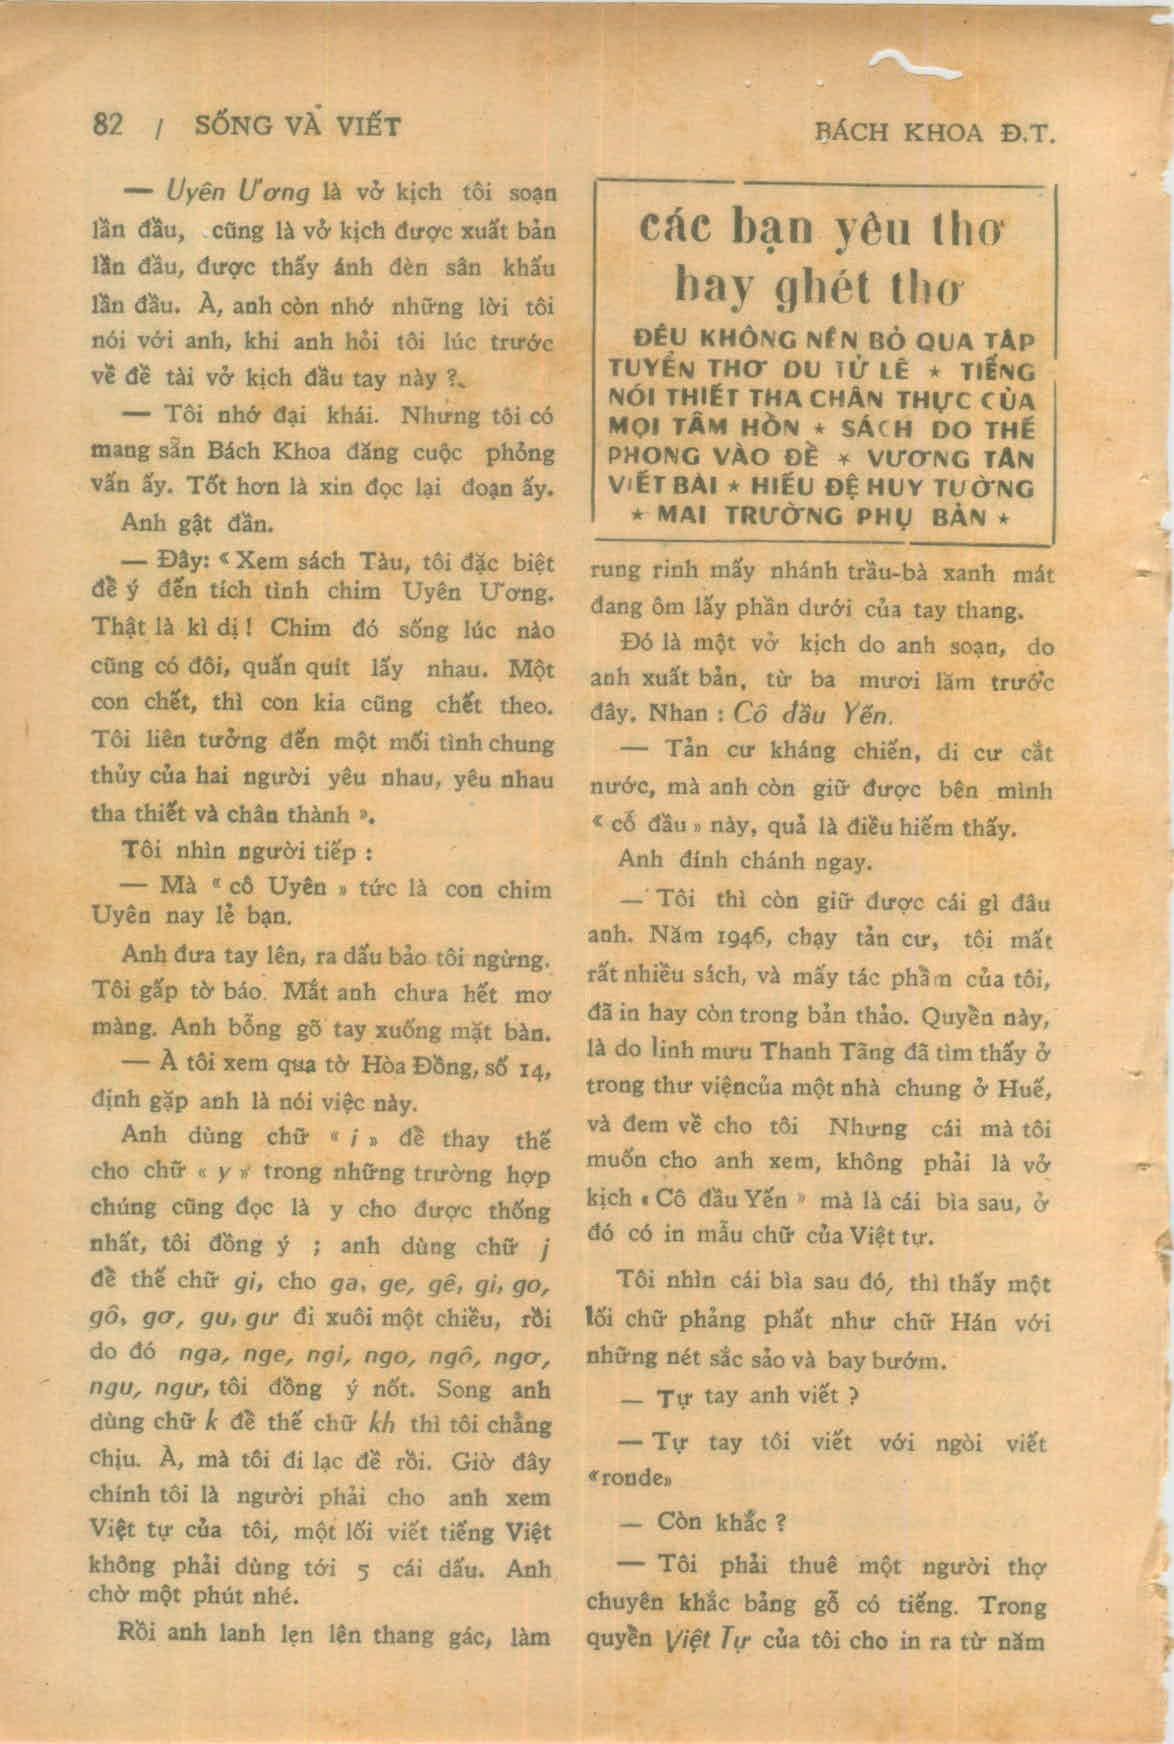 82 / SỐNG VÀ VIẾT
BÁCH KHOA Đ.T.
— Uyên Ương là vở kịch tôi soạn
lần đầu, cũng là vở kịch được xuất bản
lần đầu, được thấy ánh đèn sân khấu
lần đầu. À, anh còn nhớ những lời tôi
nói với anh, khi anh hỏi tôi lúc trước
về đề tài vở kịch đầu tay này ?
— Tôi nhớ đại khái. Nhưng tôi có
mang sẵn Bách Khoa đăng cuộc phỏng
vấn ấy. Tốt hơn là xin đọc lại đoạn ấy.
Anh gật đần.
— Đây: « Xem sách Tàu, tôi đặc biệt
để ý đến tích tình chim Uyên Ương.
Thật là kì dị ! Chim đó sống lúc nào
cũng có đôi, quấn quít lấy nhau. Một
con chết, thì con kia cũng chết theo.
Tôi liên tưởng đến một mối tình chung
thủy của hai người yêu nhau, yêu nhau
tha thiết và chân thành ».
Tôi nhìn người tiếp :
— Mà « cô Uyên » tức là con chim
Uyên nay lẻ bạn.
Anh đưa tay lên, ra dấu bảo tôi ngừng.
Tôi gấp tờ báo. Mắt anh chưa hết mơ
màng. Anh bỗng gõ tay xuống mặt bàn.
— À tôi xem qua tờ Hòa Đồng, số 14,
định gặp anh là nói việc này.
Anh dùng chữ « i » để thay thế
cho chữ « y » trong những trường hợp
chúng cũng đọc là y cho được thống
nhất, tôi đồng ý ; anh dùng chữ j
để thế chữ gi, cho ga, ge, gê, gi, go,
gô, gơ, gu, gư đi xuôi một chiều, rồi
do đó nga, nge, ngi, ngo, ngô, ngơ,
ngu, ngư, tôi đồng ý nốt. Song anh
dùng chữ k để thế chữ kh thì tôi chẳng
chịu. À, mà tôi đi lạc đề rồi. Giờ đây
chính tôi là người phải cho anh xem
Việt tự của tôi, một lối viết tiếng Việt
không phải dùng tới 5 cái dấu. Anh
chờ một phút nhé.
Rồi anh lanh lẹn lên thang gác, làm
các bạn yêu thơ
hay ghét thơ
ĐỀU KHÔNG NÊN BỎ QUA TẬP
TUYỂN THƠ DU TỬ LÊ ★ TIẾNG
NÓI THIẾT THA CHÂN THỰC CỦA
MỌI TÂM HỒN ★ SÁCH DO THẾ
PHONG VÀO ĐỀ ★ VƯƠNG TÂN
VIẾT BÀI ★ HIẾU ĐỆ HUY TƯỜNG
★ MAI TRƯỜNG PHỤ BẢN ★
rung rinh mấy nhánh trầu-bà xanh mát
đang ôm lấy phần dưới của tay thang.
Đó là một vở kịch do anh soạn, do
anh xuất bản, từ ba mươi lăm trước
đây. Nhan : Cô đầu Yến.
— Tản cư kháng chiến, di cư cắt
nước, mà anh còn giữ được bên mình
« cố đầu » này, quả là điều hiếm thấy.
Anh đính chánh ngay.
— Tôi thì còn giữ được cái gì đâu
anh. Năm 1946, chạy tản cư, tôi mất
rất nhiều sách, và mấy tác phẩm của tôi,
đã in hay còn trong bản thảo. Quyển này,
là do linh mưu Thanh Tãng đã tìm thấy ở
trong thư việncủa một nhà chung ở Huế,
và đem về cho tôi Nhưng cái mà tôi
muốn cho anh xem, không phải là vở
kịch « Cô đầu Yến » mà là cái bìa sau, ở
đó có in mẫu chữ của Việt tự.
Tôi nhìn cái bìa sau đó, thì thấy một
lối chữ phảng phất như chữ Hán với
những nét sắc sảo và bay bướm.
— Tự tay anh viết ?
— Tự tay tôi viết với ngòi viết
«ronde»
— Còn khắc ?
— Tôi phải thuê một người thợ
chuyên khắc bảng gỗ có tiếng. Trong
quyển Việt Tự của tôi cho in ra từ năm